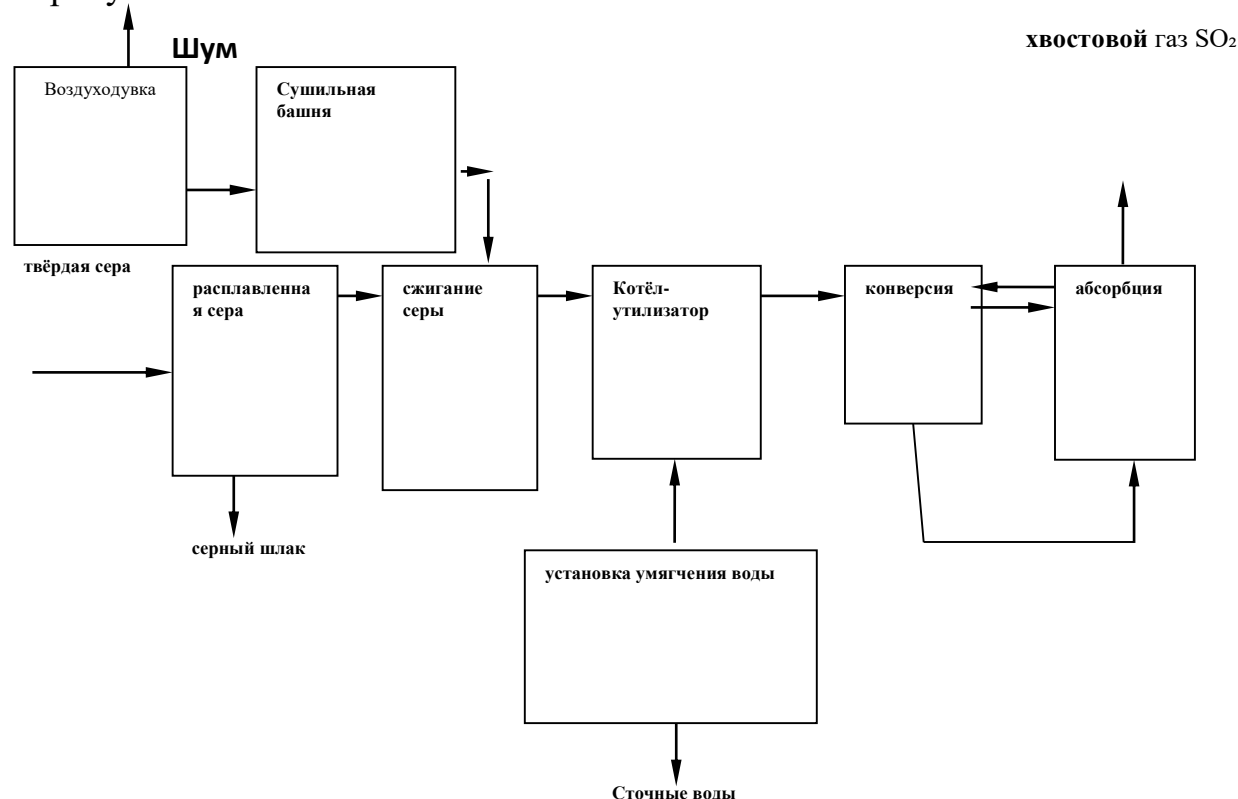 Шум
хвостовой газ SO₂
Воздуходувка
Сушильная
башня
твёрдая сера
расплавленна
я сера
сжигание
серы
Котёл-
утилизатор
конверсия
абсорбция
серный шлак
установка умягчения воды
Сточные воды